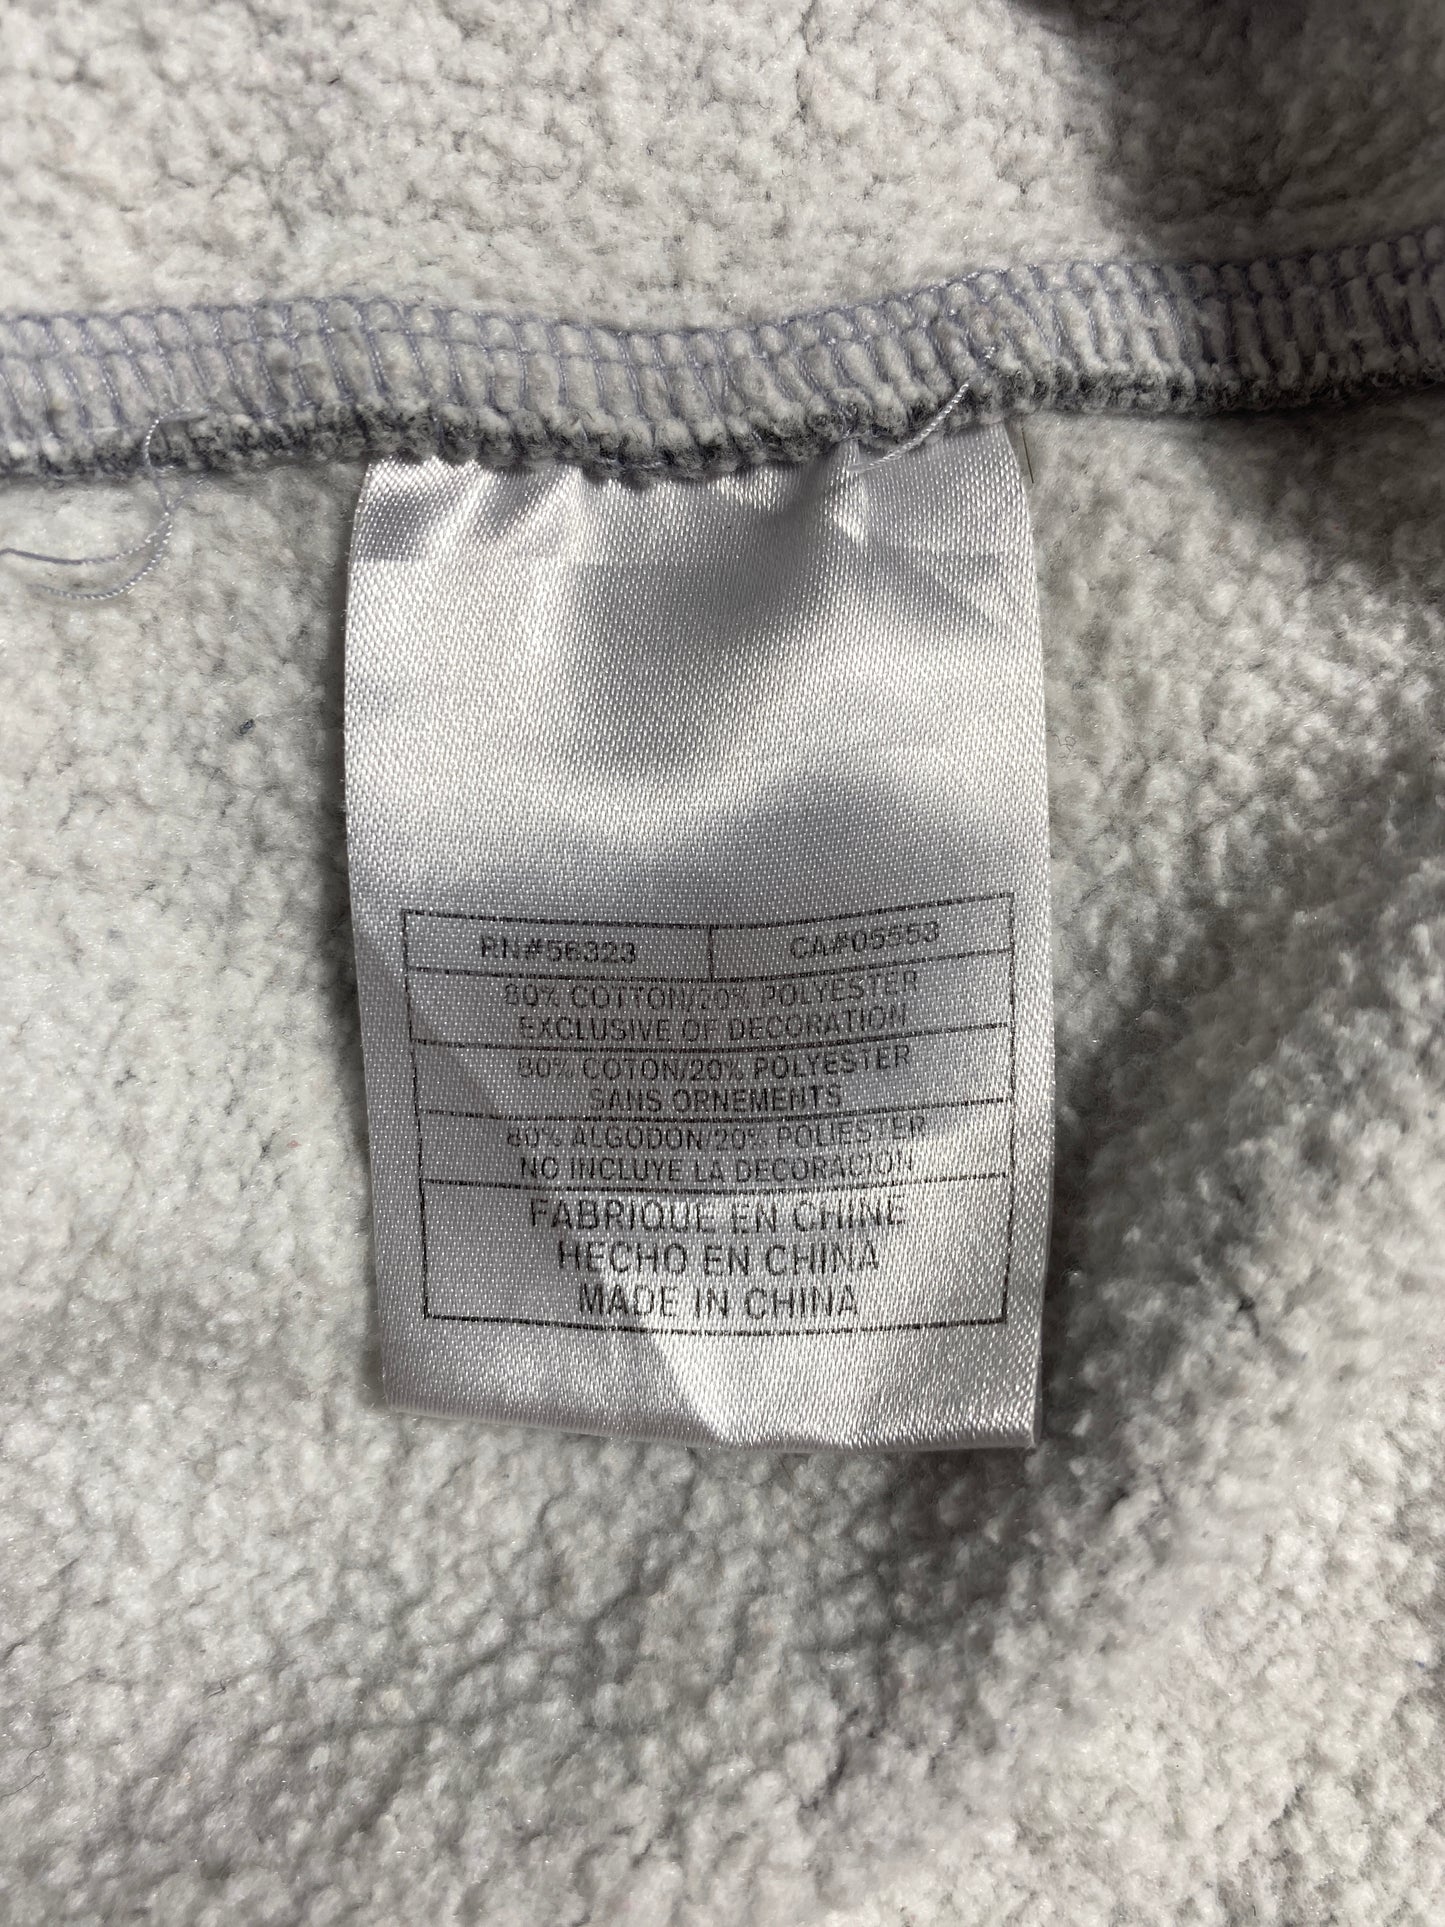 RN#56323 CA#05553
80% COTTON/20% POLYESTER
EXCLUSIVE OF DECORATION
80% COTON/20% POLYESTER
SANS ORNEMENTS
80% ALGODON/20% POLIESTER
NO INCLUYE LA DECORACION
FABRIQUE EN CHINE
HECHO EN CHINA
MADE IN CHINA